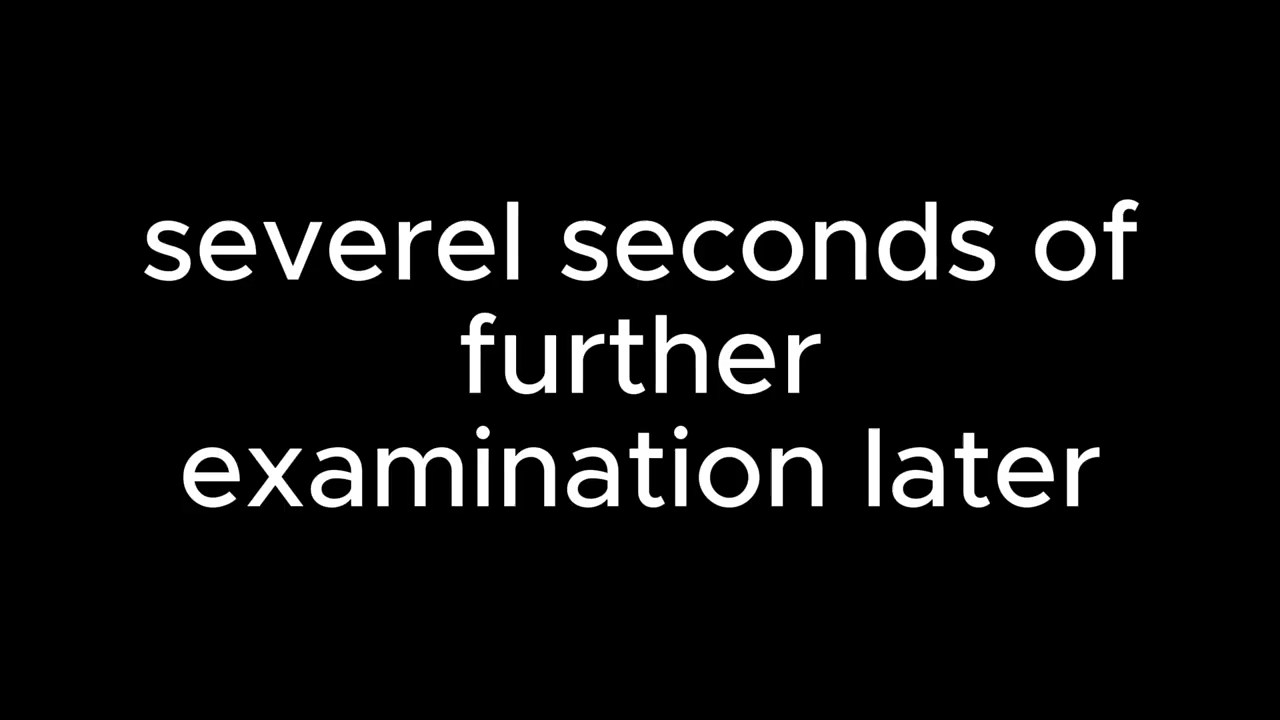 severel seconds of
further
examination later